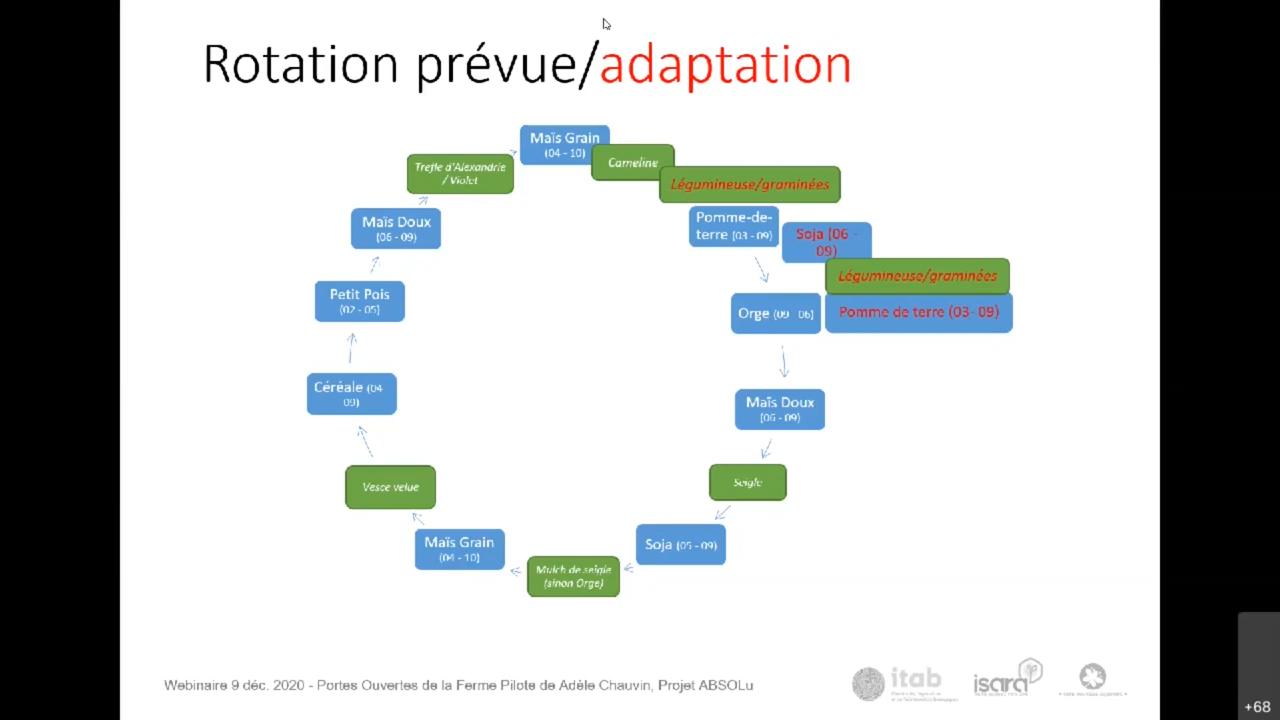 Rotation prévue/adaptation
Maïs Grain
(04 - 10)
Cameline
Légumineuse/graminées
Pomme-de-
terre (03 - 09)
Soja (06 -
09)
Légumineuse/graminées
Pomme de terre (03- 09)
Orge (09 06)
Maïs Doux
(06 - 09)
Seigle
Soja (05 - 09)
Mulch de seigle
(sinon Orge)
Maïs Grain
(04 - 10)
Vesce velue
Céréale (04
09)
Petit Pois
(02 - 05)
Maïs Doux
(06 - 09)
Trefle d'Alexandrie
/ Violet
Webinaire 9 déc. 2020 - Portes Ouvertes de la Ferme Pilote de Adèle Chauvin, Projet ABSOLu
itab
isara
+68